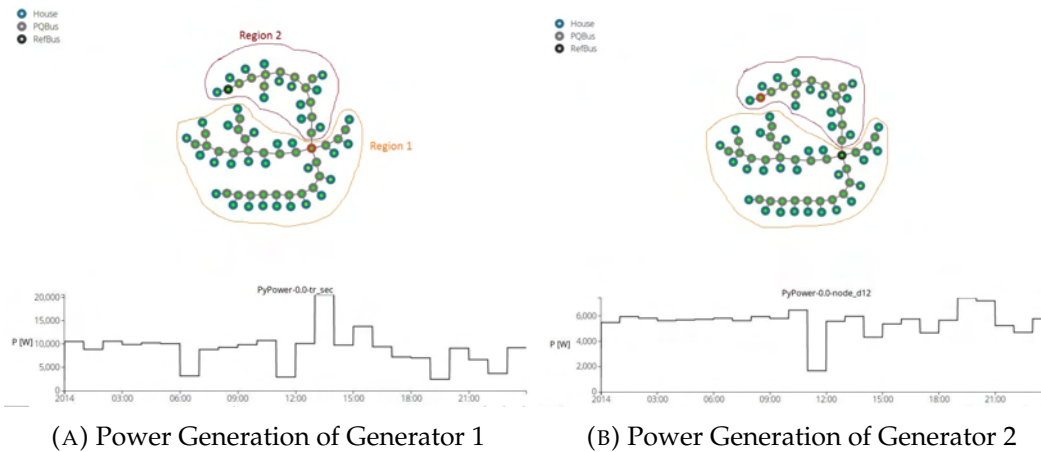 House
PQBus
RefBus
Region 2
Region 1
PyPower-0.0-tr_sec
20,000
15,000
P [W]
10,000
5,000
0
2014
03:00
06:00
09:00
12:00
15:00
18:00
21:00
(A) Power Generation of Generator 1
House
PQBus
RefBus
PyPower-0.0-node_d12
6,000
P [W]
4,000
2,000
0
2014
03:00
06:00
09:00
12:00
15:00
18:00
21:00
(B) Power Generation of Generator 2